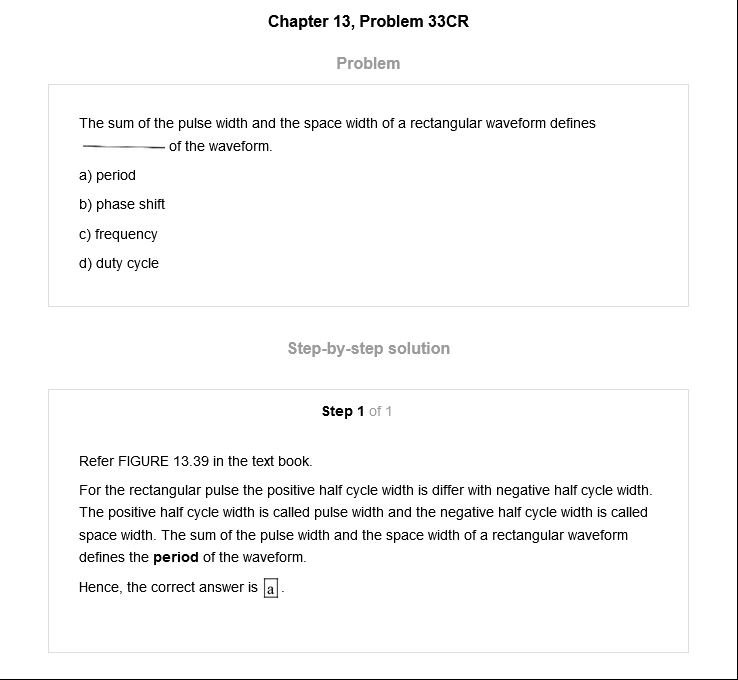 Chapter 13, Problem 33CR
Problem
The sum of the pulse width and the space width of a rectangular waveform defines
________ of the waveform.
a) period
b) phase shift
c) frequency
d) duty cycle
Step-by-step solution
Step 1 of 1
Refer FIGURE 13.39 in the text book.
For the rectangular pulse the positive half cycle width is differ with negative half cycle width.
The positive half cycle width is called pulse width and the negative half cycle width is called
space width. The sum of the pulse width and the space width of a rectangular waveform
defines the period of the waveform.
Hence, the correct answer is a.